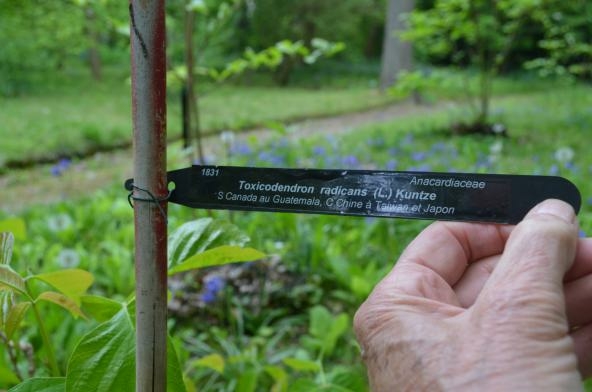 1831
Anacardiaceae
Toxicodendron radicans (L.) Kuntze
S Canada au Guatemala, C Chine à Taiwan et Japon